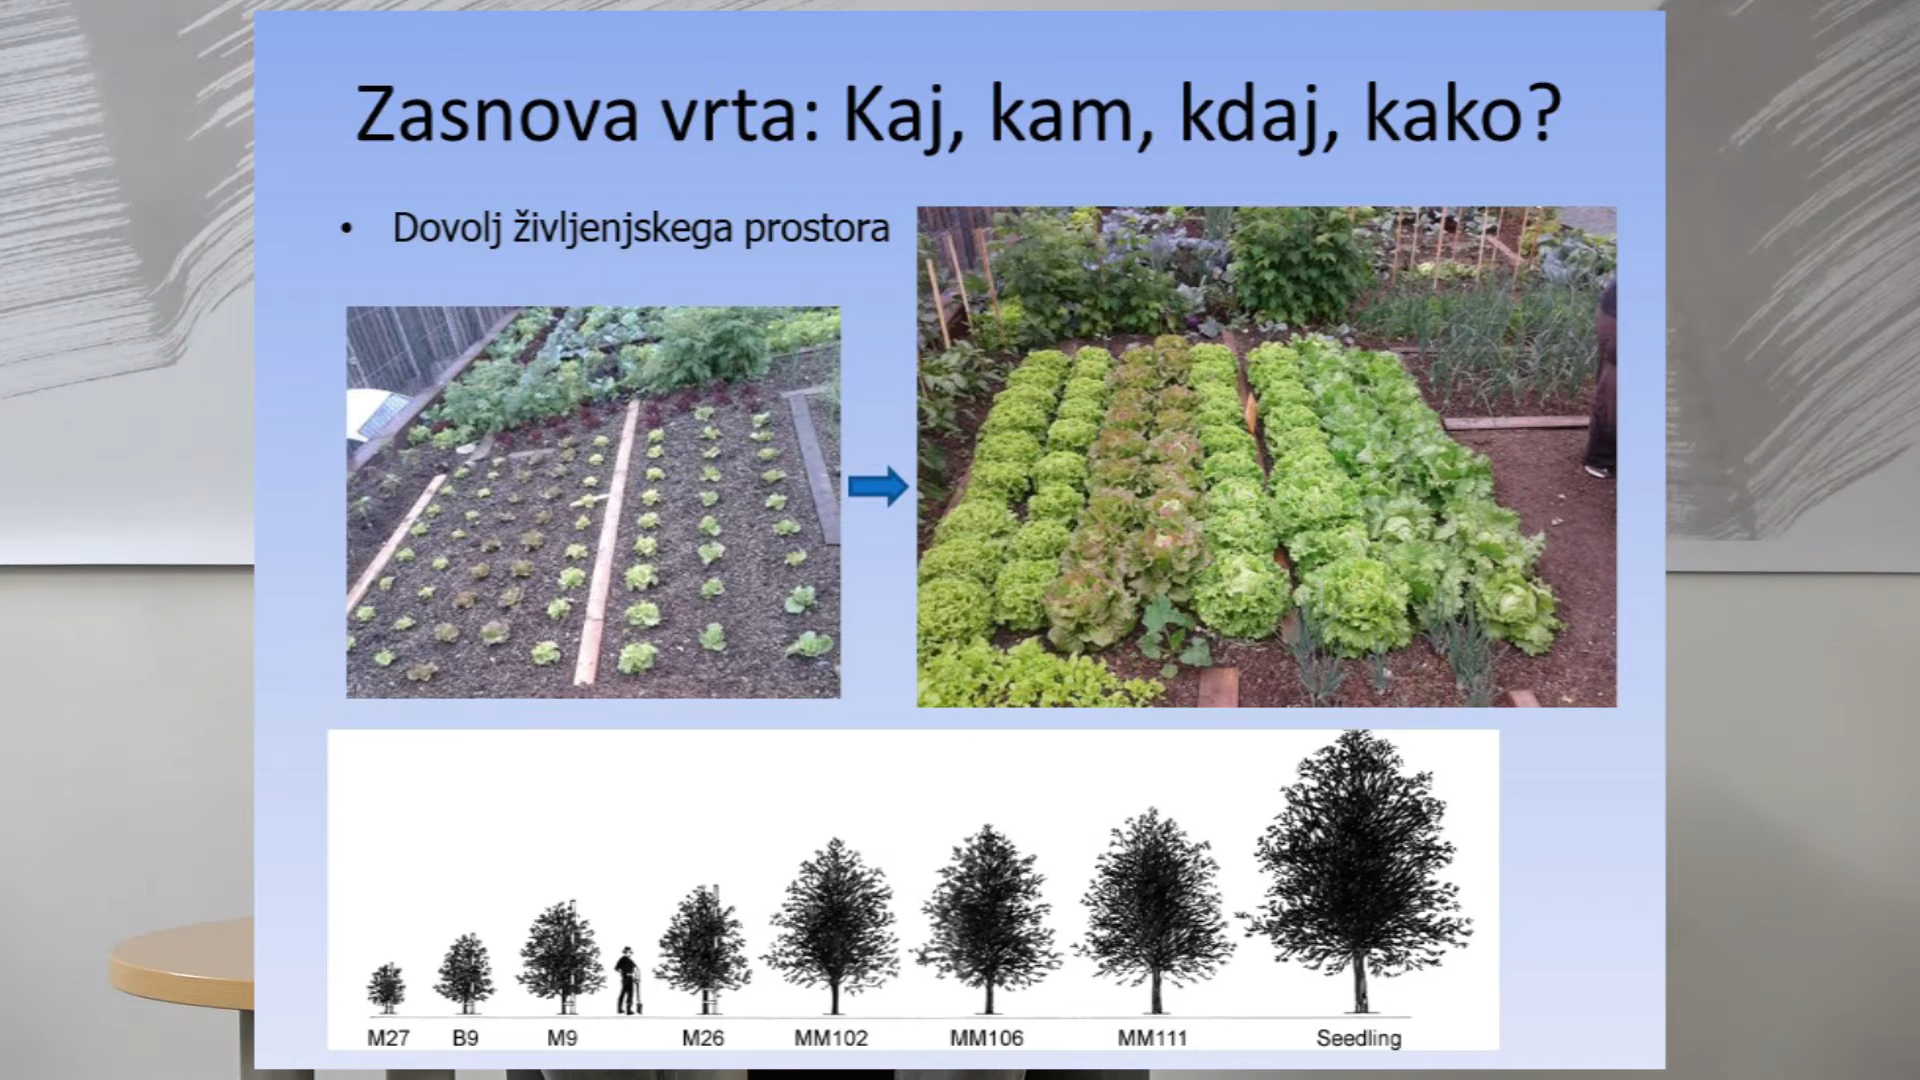 Zasnova vrta: Kaj, kam, kdaj, kako?
• Dovolj življenjskega prostora
M27 B9 M9 M26 MM102 MM106 MM111 Seedling